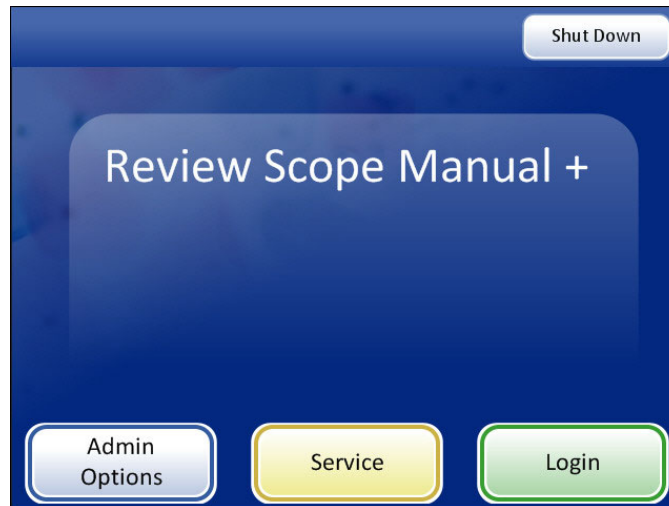 Shut Down
Review Scope Manual +
Admin
Options
Service
Login